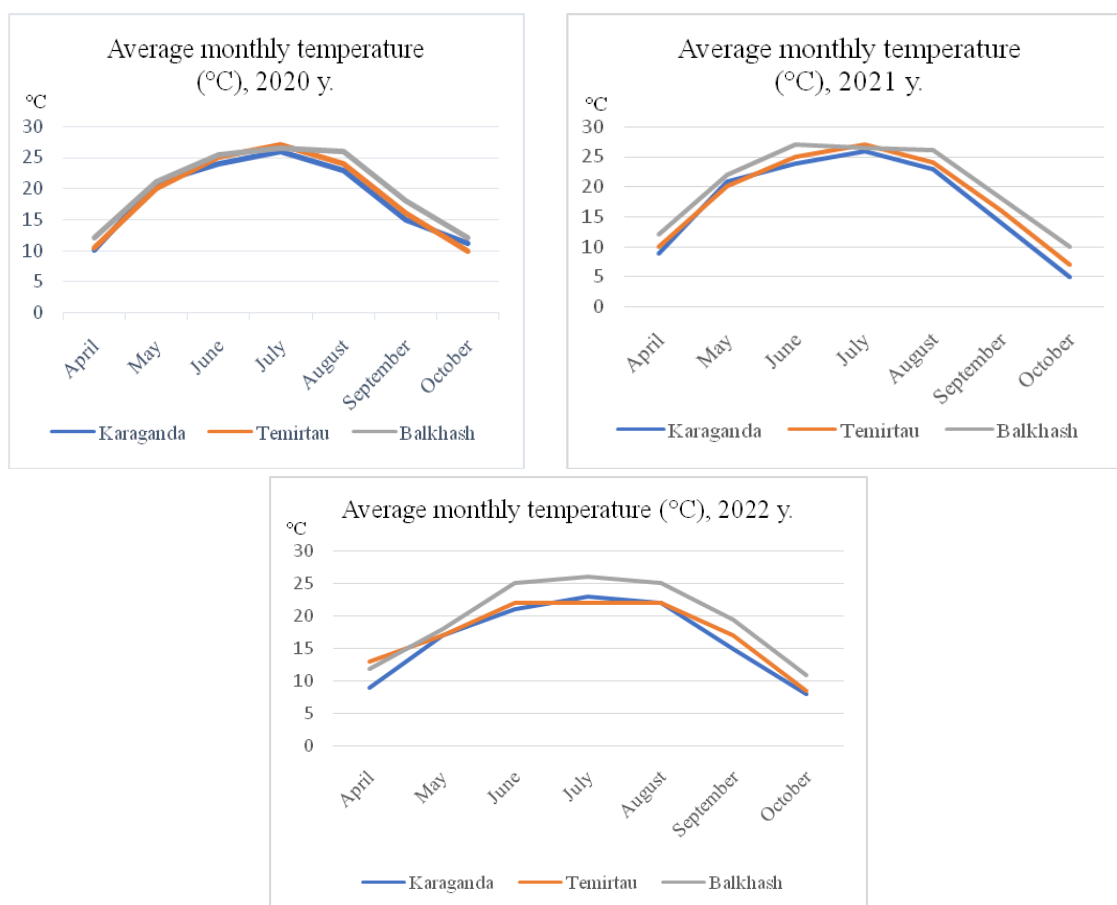 Average monthly temperature
(°C), 2020 y.
°C
30
25
20
15
10
5
0
April
May
June
July
August
September
October
Karaganda Temirtau Balkhash
Average monthly temperature
(°C), 2021 y.
°C
30
25
20
15
10
5
0
April
May
June
July
August
September
October
Karaganda Temirtau Balkhash
Average monthly temperature (°C), 2022 y.
°C
30
25
20
15
10
5
0
April
May
June
July
August
September
October
Karaganda Temirtau Balkhash